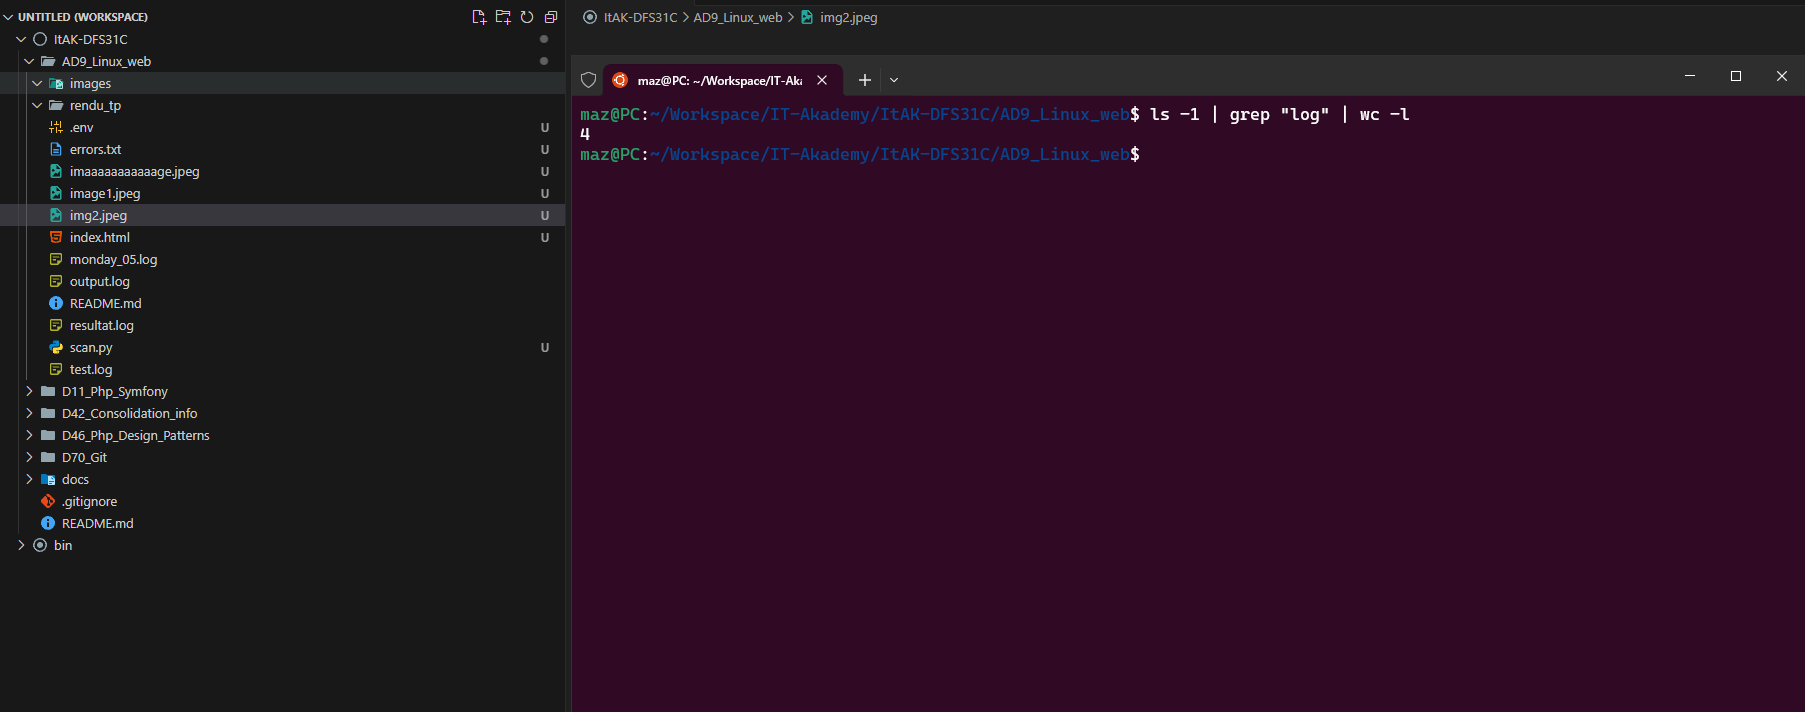 UNTITLED (WORKSPACE)
ItAK-DFS31C
AD9_Linux_web
images
rendu_tp
.env U
errors.txt U
imaaaaaaaaaaage.jpeg U
image1.jpeg U
img2.jpeg U
index.html U
monday_05.log
output.log
README.md
resultat.log
scan.py U
test.log
D11_Php_Symfony
D42_Consolidation_info
D46_Php_Design_Patterns
D70_Git
docs
.gitignore
README.md
bin
ItAK-DFS31C > AD9_Linux_web > img2.jpeg
maz@PC: ~/Workspace/IT-Aka
maz@PC:~/Workspace/IT-Akademy/ItAK-DFS31C/AD9_Linux_web$ ls -1 | grep "log" | wc -l
4
maz@PC:~/Workspace/IT-Akademy/ItAK-DFS31C/AD9_Linux_web$